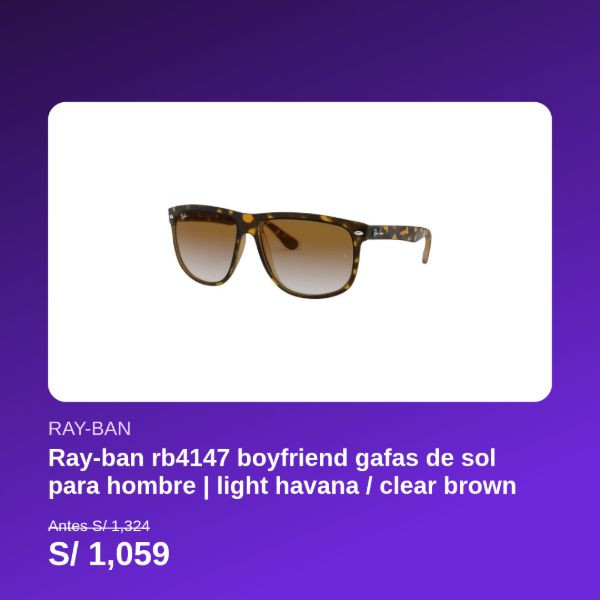 RAY-BAN
Ray-ban rb4147 boyfriend gafas de sol
para hombre | light havana / clear brown
Antes S/ 1,324
S/ 1,059